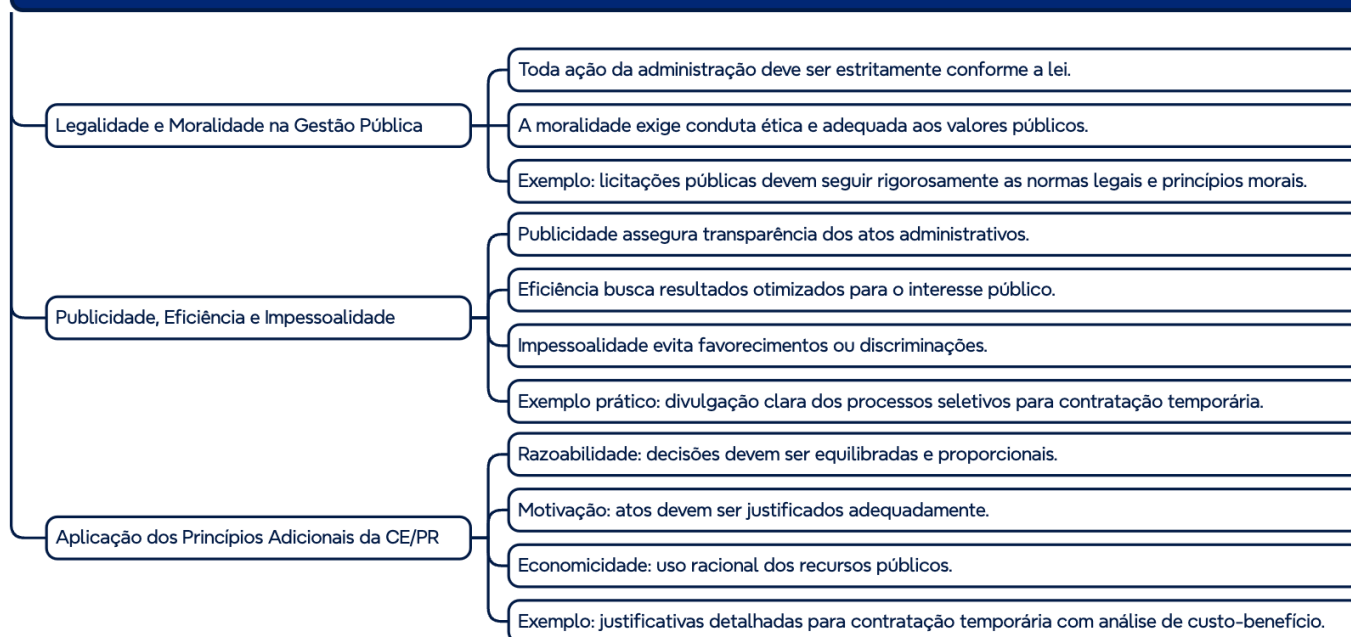 Legalidade e Moralidade na Gestão Pública
Toda ação da administração deve ser estritamente conforme a lei.
A moralidade exige conduta ética e adequada aos valores públicos.
Exemplo: licitações públicas devem seguir rigorosamente as normas legais e princípios morais.
Publicidade, Eficiência e Impessoalidade
Publicidade assegura transparência dos atos administrativos.
Eficiência busca resultados otimizados para o interesse público.
Impessoalidade evita favorecimentos ou discriminações.
Exemplo prático: divulgação clara dos processos seletivos para contratação temporária.
Aplicação dos Princípios Adicionais da CE/PR
Razoabilidade: decisões devem ser equilibradas e proporcionais.
Motivação: atos devem ser justificados adequadamente.
Economicidade: uso racional dos recursos públicos.
Exemplo: justificativas detalhadas para contratação temporária com análise de custo-benefício.